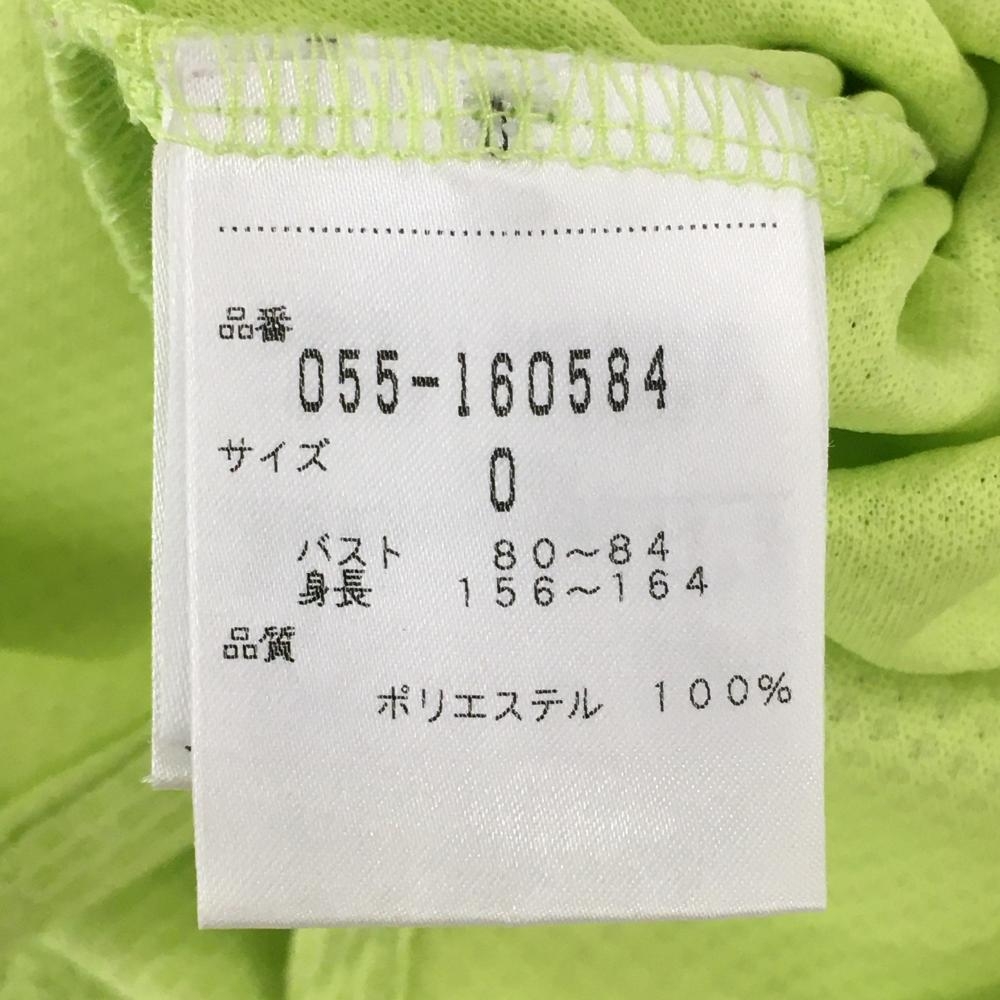 品番
055-160584
サイズ
0
バスト 80〜84
身長 156〜164
品質
ポリエステル 100%